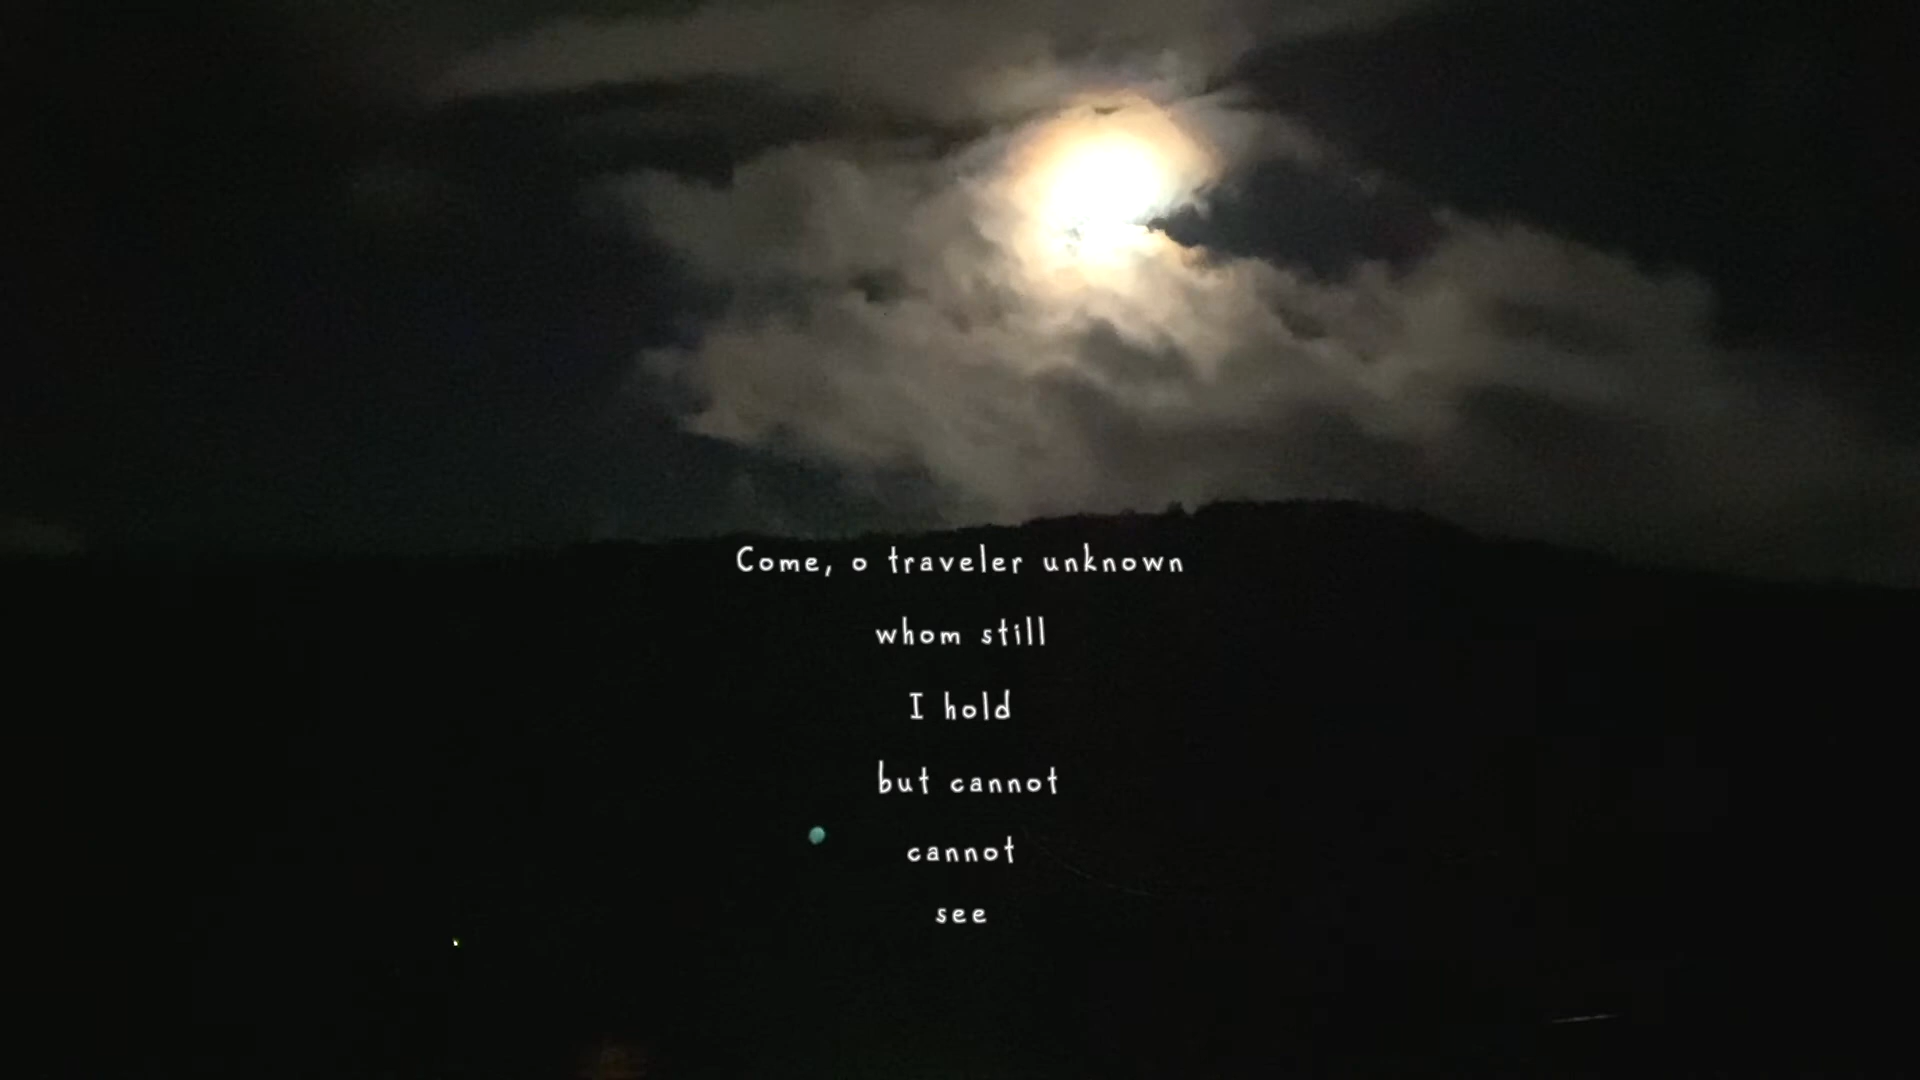 Come, o traveler unknown
whom still
I hold
but cannot
cannot
see